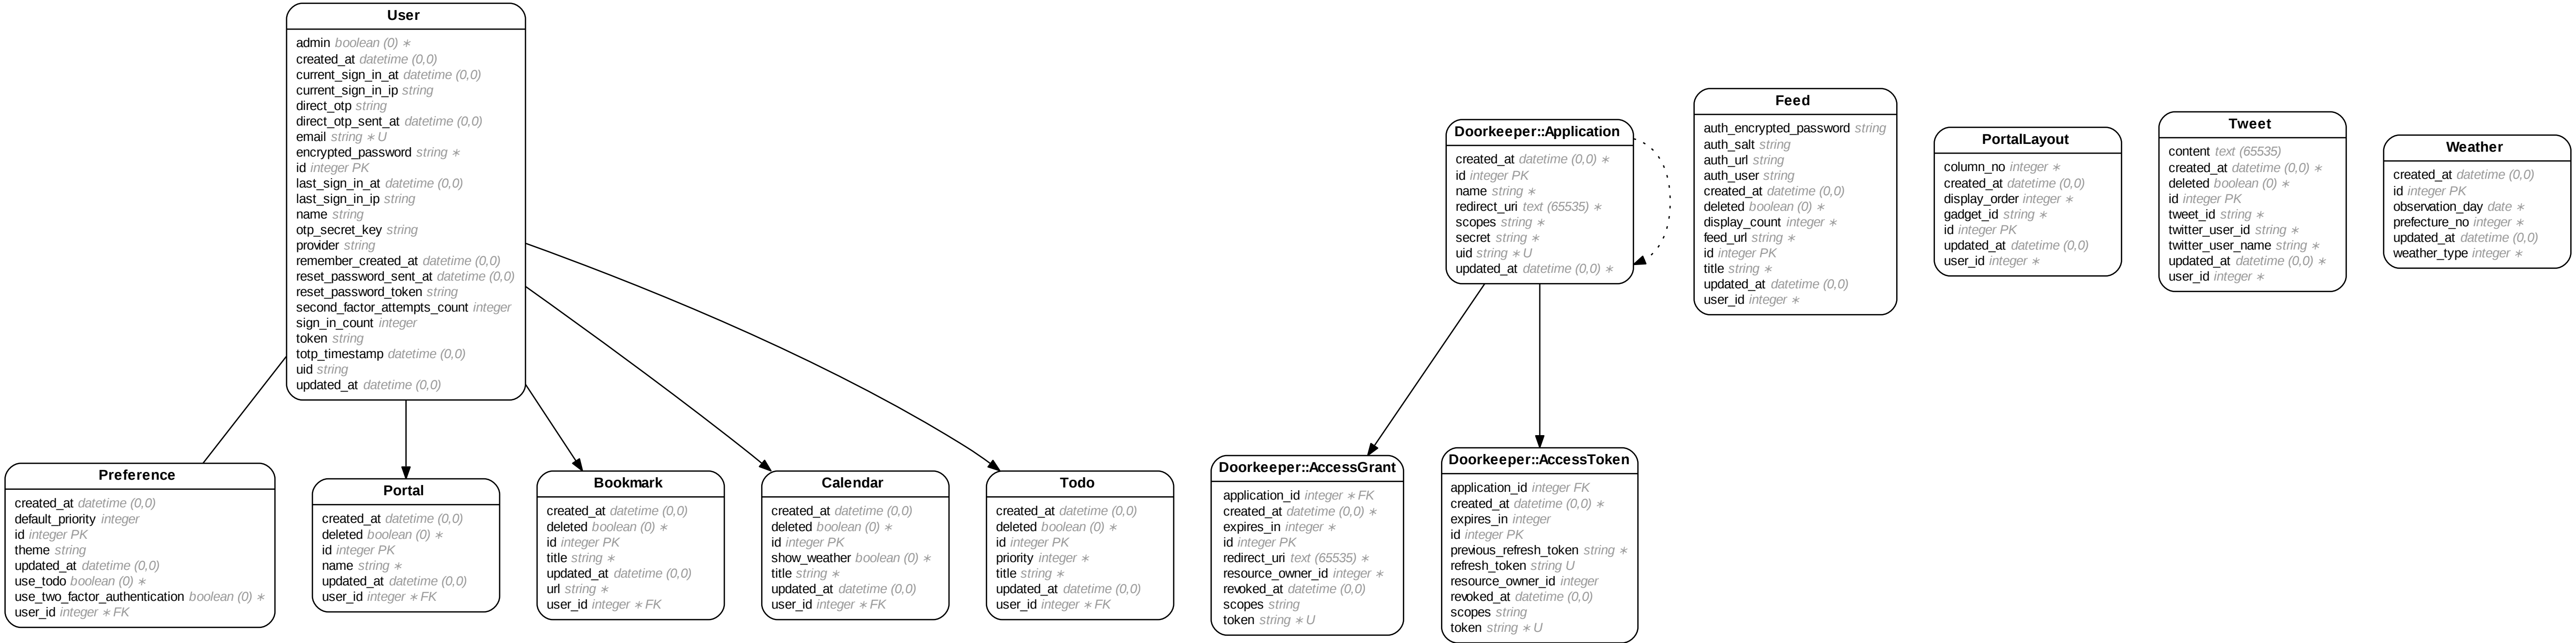 User
admin boolean (0) ∗
created_at datetime (0,0)
current_sign_in_at datetime (0,0)
current_sign_in_ip string
direct_otp string
direct_otp_sent_at datetime (0,0)
email string ∗ U
encrypted_password string ∗
id integer PK
last_sign_in_at datetime (0,0)
last_sign_in_ip string
name string
otp_secret_key string
provider string
remember_created_at datetime (0,0)
reset_password_sent_at datetime (0,0)
reset_password_token string
second_factor_attempts_count integer
sign_in_count integer
token string
totp_timestamp datetime (0,0)
uid string
updated_at datetime (0,0)
Preference
created_at datetime (0,0)
default_priority integer
id integer PK
theme string
updated_at datetime (0,0)
use_todo boolean (0) ∗
use_two_factor_authentication boolean (0) ∗
user_id integer ∗ FK
Portal
created_at datetime (0,0)
deleted boolean (0) ∗
id integer PK
name string ∗
updated_at datetime (0,0)
user_id integer ∗ FK
Bookmark
created_at datetime (0,0)
deleted boolean (0) ∗
id integer PK
title string ∗
updated_at datetime (0,0)
url string ∗
user_id integer ∗ FK
Calendar
created_at datetime (0,0)
deleted boolean (0) ∗
id integer PK
show_weather boolean (0) ∗
title string ∗
updated_at datetime (0,0)
user_id integer ∗ FK
Todo
created_at datetime (0,0)
deleted boolean (0) ∗
id integer PK
priority integer ∗
title string ∗
updated_at datetime (0,0)
user_id integer ∗ FK
Doorkeeper::Application
created_at datetime (0,0) ∗
id integer PK
name string ∗
redirect_uri text (65535) ∗
scopes string ∗
secret string ∗
uid string ∗ U
updated_at datetime (0,0) ∗
Doorkeeper::AccessGrant
application_id integer ∗ FK
created_at datetime (0,0) ∗
expires_in integer ∗
id integer PK
redirect_uri text (65535) ∗
resource_owner_id integer ∗
revoked_at datetime (0,0)
scopes string
token string ∗ U
Doorkeeper::AccessToken
application_id integer FK
created_at datetime (0,0) ∗
expires_in integer
id integer PK
previous_refresh_token string ∗
refresh_token string U
resource_owner_id integer
revoked_at datetime (0,0)
scopes string
token string ∗ U
Feed
auth_encrypted_password string
auth_salt string
auth_url string
auth_user string
created_at datetime (0,0)
deleted boolean (0) ∗
display_count integer ∗
feed_url string ∗
id integer PK
title string ∗
updated_at datetime (0,0)
user_id integer ∗
PortalLayout
column_no integer ∗
created_at datetime (0,0)
display_order integer ∗
gadget_id string ∗
id integer PK
updated_at datetime (0,0)
user_id integer ∗
Tweet
content text (65535)
created_at datetime (0,0) ∗
deleted boolean (0) ∗
id integer PK
tweet_id string ∗
twitter_user_id string ∗
twitter_user_name string ∗
updated_at datetime (0,0) ∗
user_id integer ∗
Weather
created_at datetime (0,0)
id integer PK
observation_day date ∗
prefecture_no integer ∗
updated_at datetime (0,0)
weather_type integer ∗